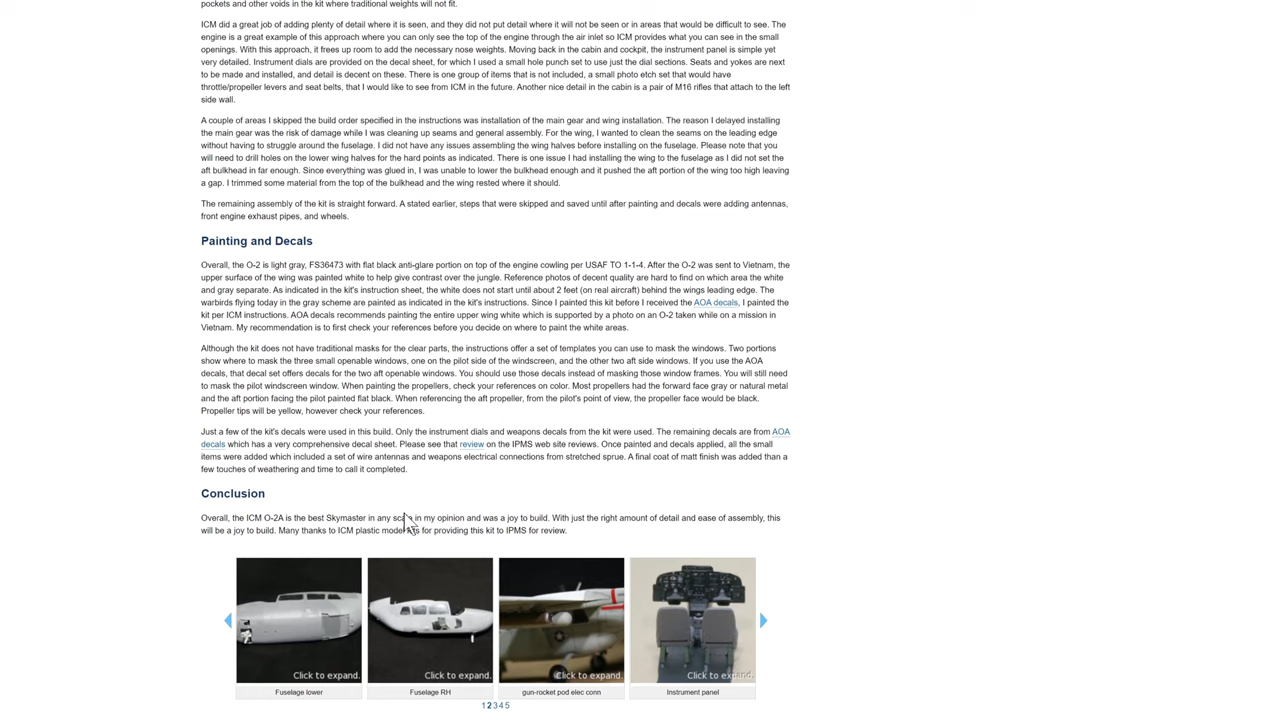 pockets and other voids in the kit where traditional weights will not fit.
ICM did a great job of adding plenty of detail where it is seen, and they did not put detail where it will not be seen or in areas that would be difficult to see. The
engine is a great example of this approach where you can only see the top of the engine through the air inlet so ICM provides what you can see in the small
openings. With this approach, it frees up room to add the necessary nose weights. Moving back in the cabin and cockpit, the instrument panel is simple yet
very detailed. Instrument dials are provided on the decal sheet, for which I used a small hole punch set to use just the dial sections. Seats and yokes are next
to be made and installed, and detail is decent on these. There is one group of items that is not included, a small photo etch set that would have
throttle/propeller levers and seat belts, that I would like to see from ICM in the future. Another nice detail in the cabin is a pair of M16 rifles that attach to the left
side wall.
A couple of areas I skipped the build order specified in the instructions was installation of the main gear and wing installation. The reason I delayed installing
the main gear was the risk of damage while I was cleaning up seams and general assembly. For the wing, I wanted to clean the seams on the leading edge
without having to struggle around the fuselage. I did not have any issues assembling the wing halves before installing on the fuselage. Please note that you
will need to drill holes on the lower wing halves for the hard points as indicated. There is one issue I had installing the wing to the fuselage as I did not set the
aft bulkhead in far enough. Since everything was glued in, I was unable to lower the bulkhead enough and it pushed the aft portion of the wing too high leaving
a gap. I trimmed some material from the top of the bulkhead and the wing rested where it should.
The remaining assembly of the kit is straight forward. A stated earlier, steps that were skipped and saved until after painting and decals were adding antennas,
front engine exhaust pipes, and wheels.
Painting and Decals
Overall, the O-2 is light gray, FS36473 with flat black anti-glare portion on top of the engine cowling per USAF TO 1-1-4. After the O-2 was sent to Vietnam, the
upper surface of the wing was painted white to help give contrast over the jungle. Reference photos of decent quality are hard to find on which area the white
and gray separate. As indicated in the kit's instruction sheet, the white does not start until about 2 feet (on real aircraft) behind the wings leading edge. The
warbirds flying today in the gray scheme are painted as indicated in the kit's instructions. Since I painted this kit before I received the AOA decals, I painted the
kit per ICM instructions. AOA decals recommends painting the entire upper wing white which is supported by a photo on an O-2 taken while on a mission in
Vietnam. My recommendation is to first check your references before you decide on where to paint the white areas.
Although the kit does not have traditional masks for the clear parts, the instructions offer a set of templates you can use to mask the windows. Two portions
show where to mask the three small openable windows, one on the pilot side of the windscreen, and the other two aft side windows. If you use the AOA
decals, that decal set offers decals for the two aft openable windows. You should use those decals instead of masking those window frames. You will still need
to mask the pilot windscreen window. When painting the propellers, check your references on color. Most propellers had the forward face gray or natural metal
and the aft portion facing the pilot painted flat black. When referencing the aft propeller, from the pilot's point of view, the propeller face would be black.
Propeller tips will be yellow, however check your references.
Just a few of the kit's decals were used in this build. Only the instrument dials and weapons decals from the kit were used. The remaining decals are from AOA
decals which has a very comprehensive decal sheet. Please see that review on the IPMS web site reviews. Once painted and decals applied, all the small
items were added which included a set of wire antennas and weapons electrical connections from stretched sprue. A final coat of matt finish was added than a
few touches of weathering and time to call it completed.
Conclusion
Overall, the ICM O-2A is the best Skymaster in any scale in my opinion and was a joy to build. With just the right amount of detail and ease of assembly, this
will be a joy to build. Many thanks to ICM plastic model kits for providing this kit to IPMS for review.
Click to expand. Click to expand. Click to expand. Click to expand.
Fuselage lower Fuselage RH gun-rocket pod elec conn Instrument panel
1 2 3 4 5